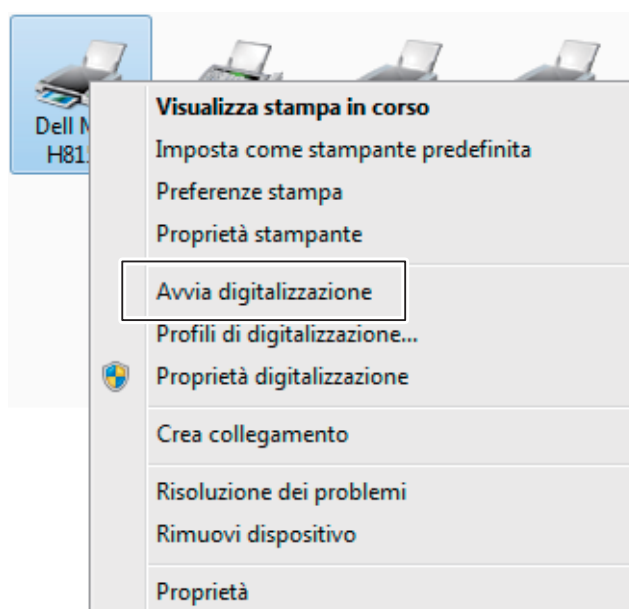 Dell
H81
Visualizza stampa in corso
Imposta come stampante predefinita
Preferenze stampa
Proprietà stampante
Avvia digitalizzazione
Profili di digitalizzazione...
Proprietà digitalizzazione
Crea collegamento
Risoluzione dei problemi
Rimuovi dispositivo
Proprietà